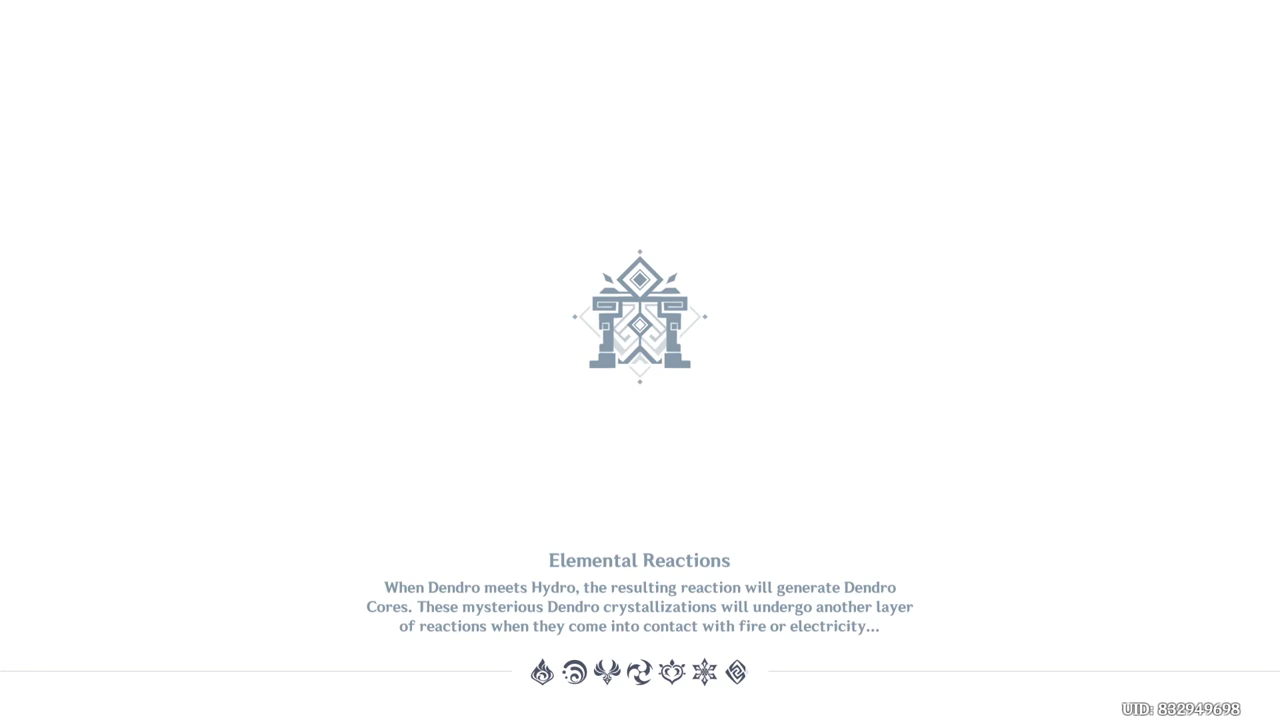 Elemental Reactions
When Dendro meets Hydro, the resulting reaction will generate Dendro
Cores. These mysterious Dendro crystallizations will undergo another layer
of reactions when they come into contact with fire or electricity...
UID: 832949698